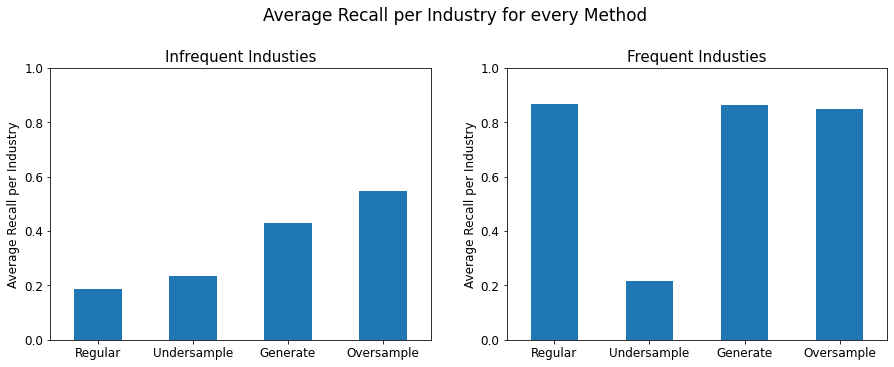 Average Recall per Industry for every Method
Infrequent Industies
Average Recall per Industry
1.0
0.8
0.6
0.4
0.2
0.0
Regular Undersample Generate Oversample
Frequent Industies
Average Recall per Industry
1.0
0.8
0.6
0.4
0.2
0.0
Regular Undersample Generate Oversample